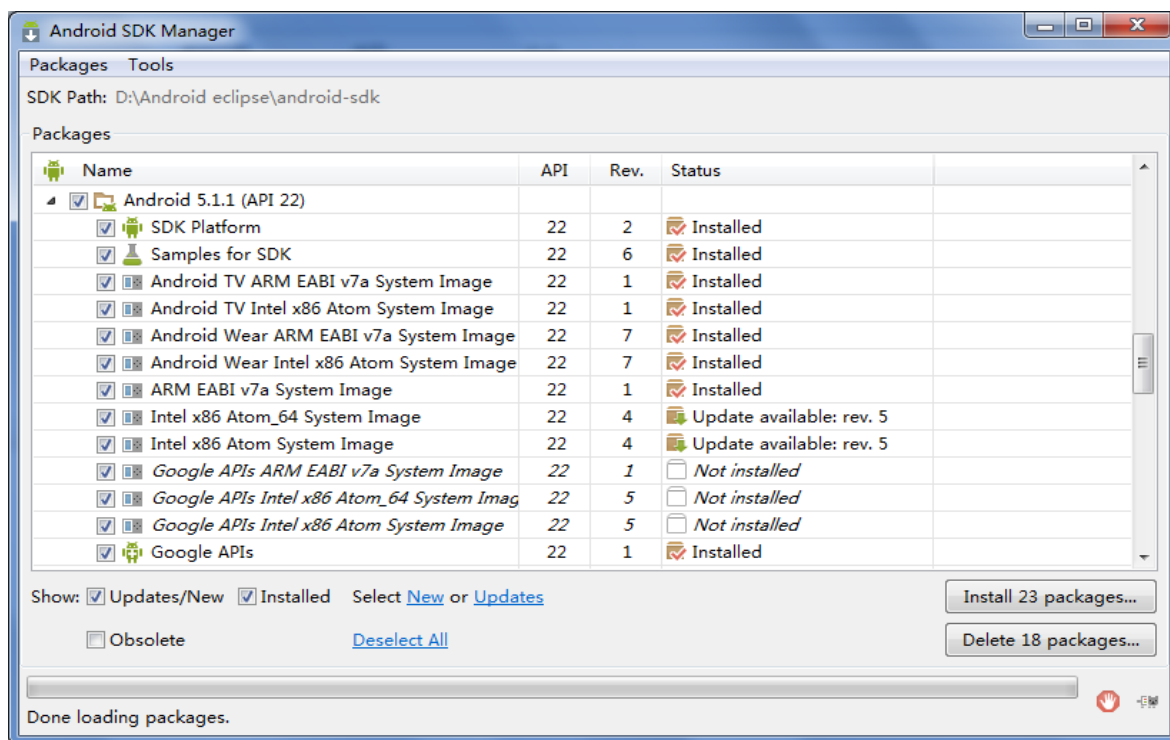 Android SDK Manager
Packages Tools
SDK Path: D:\Android eclipse\android-sdk
Packages
Name API Rev. Status
Android 5.1.1 (API 22)
SDK Platform 22 2 Installed
Samples for SDK 22 6 Installed
Android TV ARM EABI v7a System Image 22 1 Installed
Android TV Intel x86 Atom System Image 22 1 Installed
Android Wear ARM EABI v7a System Image 22 7 Installed
Android Wear Intel x86 Atom System Image 22 7 Installed
ARM EABI v7a System Image 22 1 Installed
Intel x86 Atom_64 System Image 22 4 Update available: rev. 5
Intel x86 Atom System Image 22 4 Update available: rev. 5
Google APIs ARM EABI v7a System Image 22 1 Not installed
Google APIs Intel x86 Atom_64 System Imag 22 5 Not installed
Google APIs Intel x86 Atom System Image 22 5 Not installed
Google APIs 22 1 Installed
Show: Updates/New Installed Select New or Updates Install 23 packages...
Obsolete Deselect All Delete 18 packages...
Done loading packages.